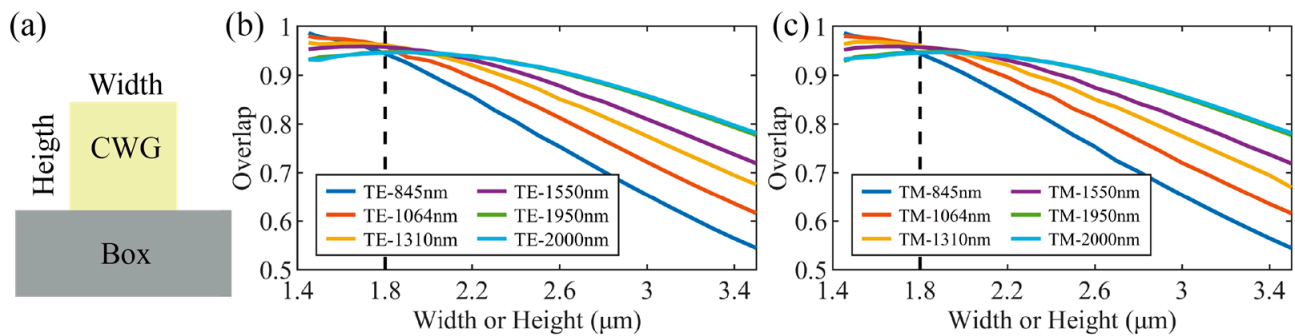 (a)
Width
Heigth
CWG
Box
(b)
Overlap
1
0.9
0.8
0.7
0.6
0.5
TE-845nm
TE-1064nm
TE-1310nm
TE-1550nm
TE-1950nm
TE-2000nm
1.4 1.8 2.2 2.6 3 3.4
Width or Height (μm)
(c)
Overlap
1
0.9
0.8
0.7
0.6
0.5
TM-845nm
TM-1064nm
TM-1310nm
TM-1550nm
TM-1950nm
TM-2000nm
1.4 1.8 2.2 2.6 3 3.4
Width or Height (μm)